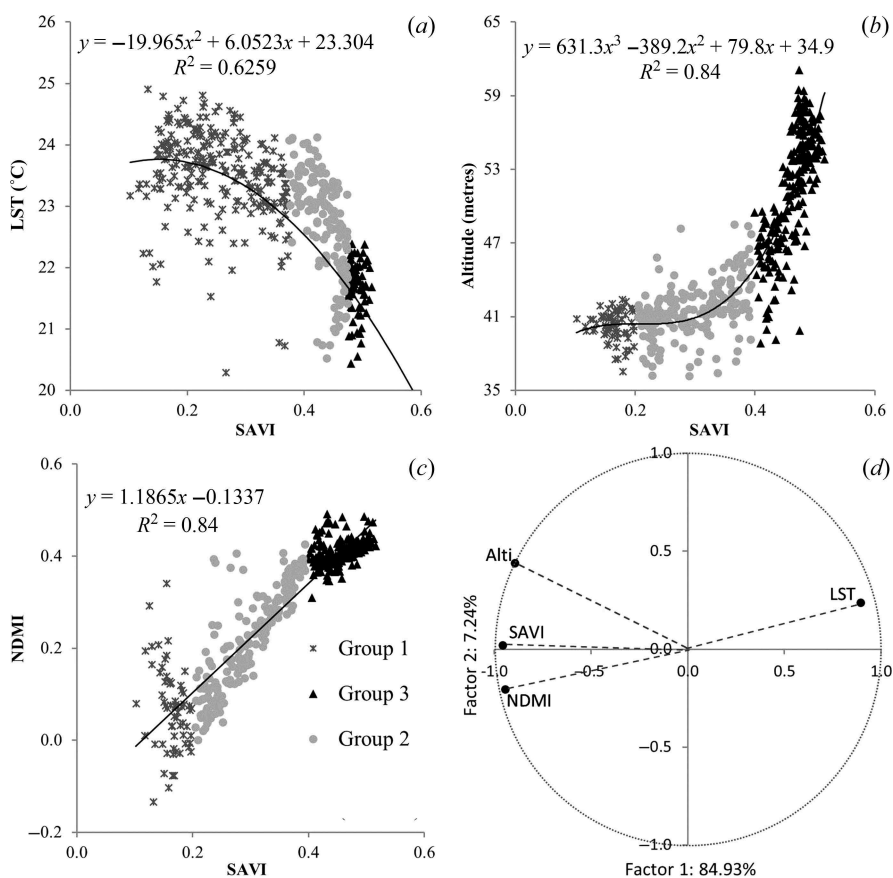 (a)
y = −19.965x² + 6.0523x + 23.304
R² = 0.6259
26
25
24
23
22
21
20
LST (°C)
0.0 0.2 0.4 0.6
SAVI
(b)
y = 631.3x³ −389.2x² + 79.8x + 34.9
R² = 0.84
65
59
53
47
41
35
Altitude (metres)
0.0 0.2 0.4 0.6
SAVI
(c)
y = 1.1865x −0.1337
R² = 0.84
0.6
0.4
0.2
0.0
−0.2
NDMI
Group 1
Group 3
Group 2
0.0 0.2 0.4 0.6
SAVI
(d)
1.0
0.5
Alti
LST
SAVI
−1.0 −0.5 0.0 0.5 1.0
0.0
NDMI
−0.5
−1.0
Factor 2: 7.24%
Factor 1: 84.93%